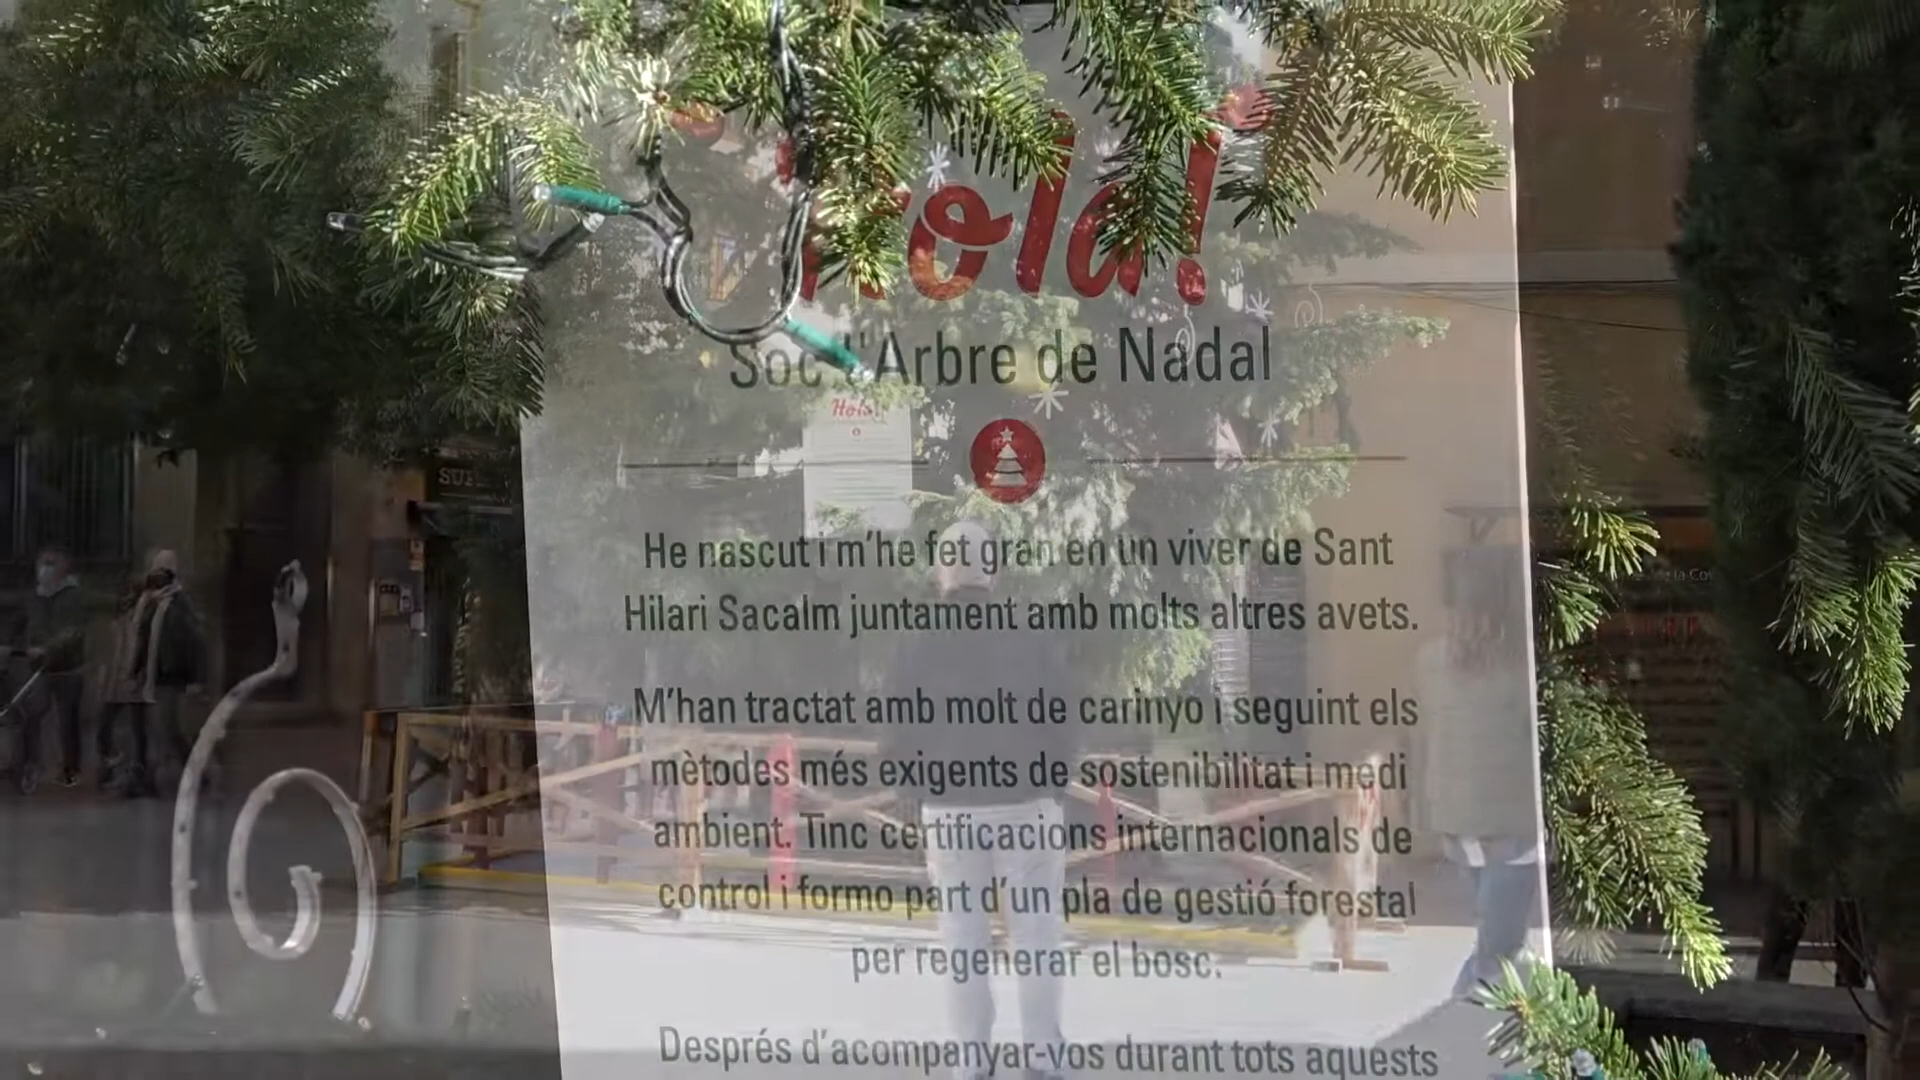 Hola!
Soc l'Arbre de Nadal
Hola!
He nascut i m'he fet gran en un viver de Sant
Hilari Sacalm juntament amb molts altres avets.
M'han tractat amb molt de carinyo i seguint els
mètodes més exigents de sostenibilitat i medi
ambient. Tinc certificacions internacionals de
control i formo part d'un pla de gestió forestal
per regenerar el bosc.
Després d'acompanyar-vos durant tots aquests